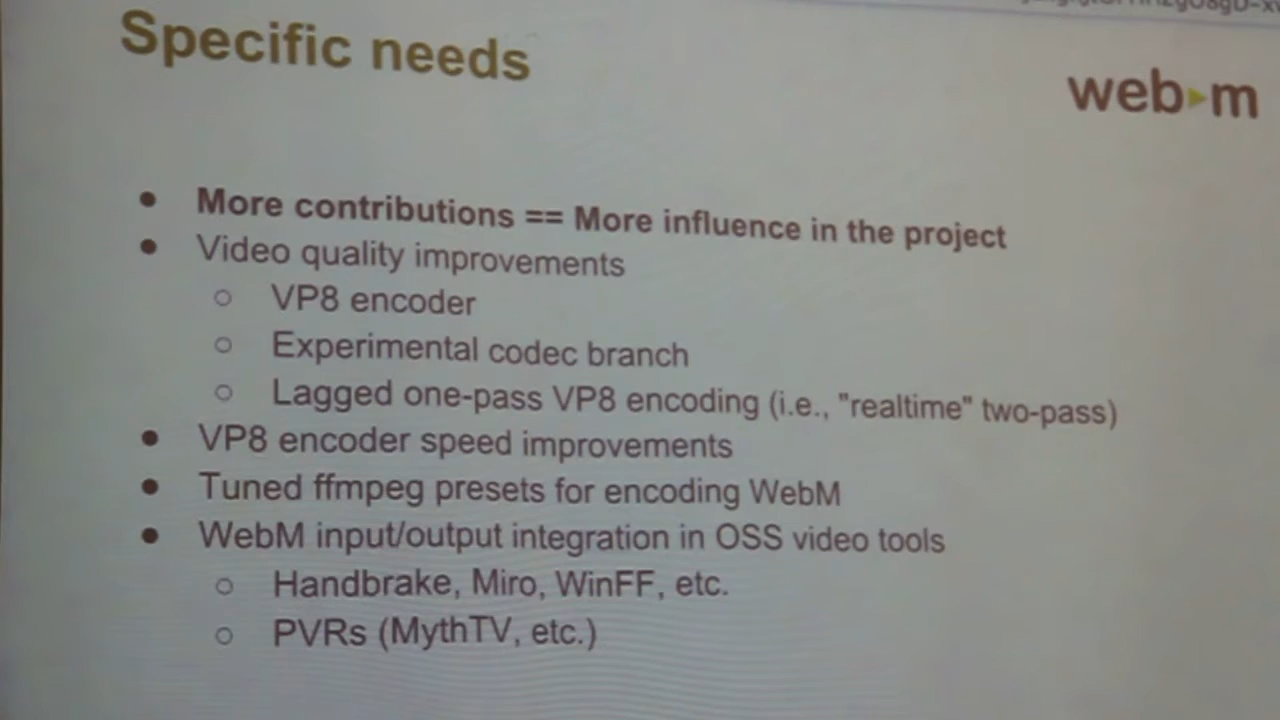 Specific needs
web m
More contributions == More influence in the project
Video quality improvements
VP8 encoder
Experimental codec branch
Lagged one-pass VP8 encoding (i.e., "realtime" two-pass)
VP8 encoder speed improvements
Tuned ffmpeg presets for encoding WebM
WebM input/output integration in OSS video tools
Handbrake, Miro, WinFF, etc.
PVRs (MythTV, etc.)